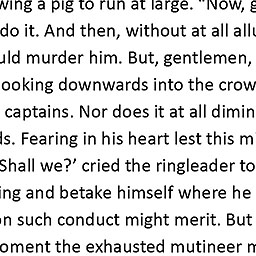 wing a pig to run at large. “Now, g
do it. And then, without at all allu
uld murder him. But, gentlemen,
ooking downwards into the crow
captains. Nor does it at all dimin
ds. Fearing in his heart lest this m
Shall we?’ cried the ringleader to
ing and betake himself where he
on such conduct might merit. But
oment the exhausted mutineer m